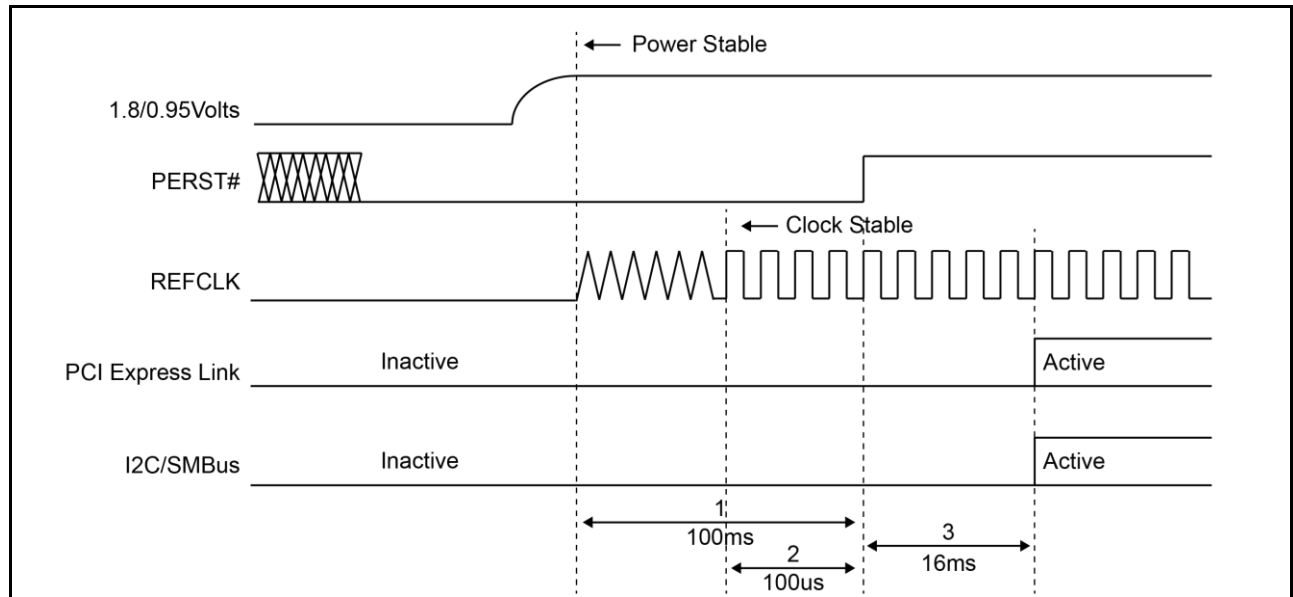 ← Power Stable
1.8/0.95Volts
PERST#
← Clock Stable
REFCLK
PCI Express Link
Inactive
Active
I2C/SMBus
Inactive
Active
1
100ms
2
100us
3
16ms